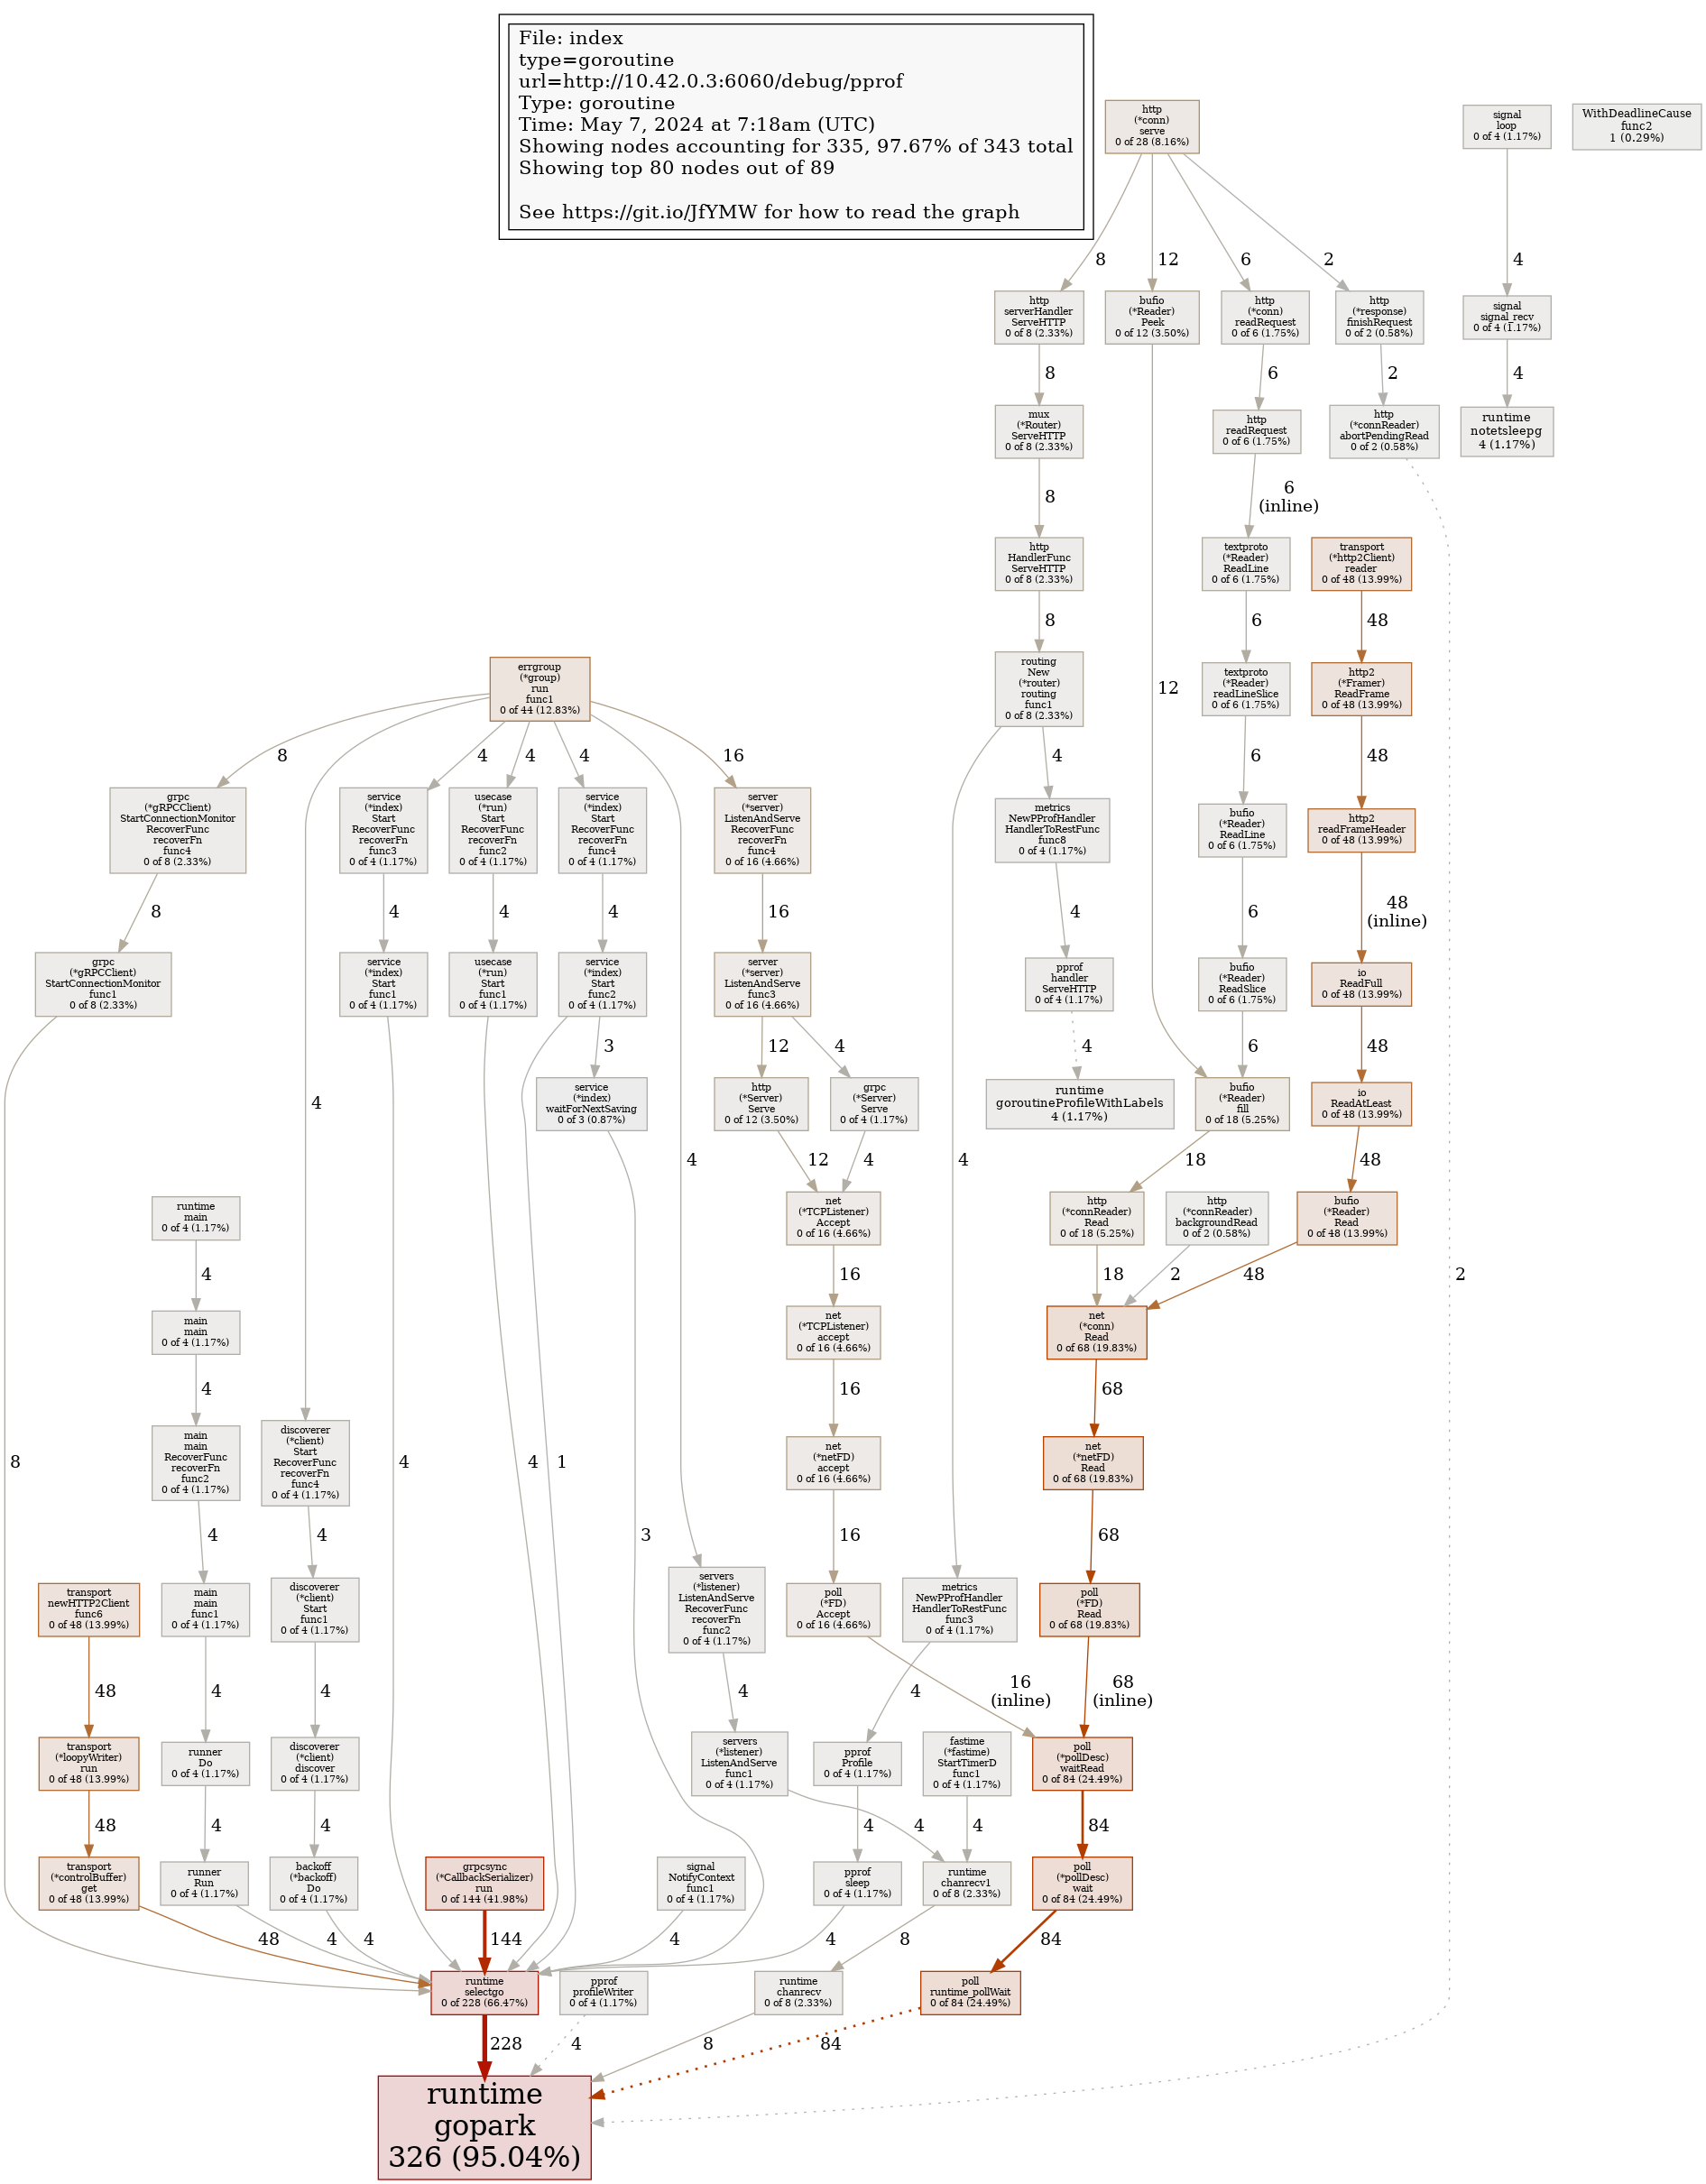 File: index
type=goroutine
url=http://10.42.0.3:6060/debug/pprof
Type: goroutine
Time: May 7, 2024 at 7:18am (UTC)
Showing nodes accounting for 335, 97.67% of 343 total
Showing top 80 nodes out of 89
See https://git.io/JfYMW for how to read the graph
http
(*conn)
serve
0 of 28 (8.16%)
signal
loop
0 of 4 (1.17%)
WithDeadlineCause
func2
1 (0.29%)
8
12
6
2
4
http
serverHandler
ServeHTTP
0 of 8 (2.33%)
bufio
(*Reader)
Peek
0 of 12 (3.50%)
http
(*conn)
readRequest
0 of 6 (1.75%)
http
(*response)
finishRequest
0 of 2 (0.58%)
signal
signal_recv
0 of 4 (1.17%)
8
6
2
4
mux
(*Router)
ServeHTTP
0 of 8 (2.33%)
http
readRequest
0 of 6 (1.75%)
http
(*connReader)
abortPendingRead
0 of 2 (0.58%)
runtime
notetsleepg
4 (1.17%)
8
6
(inline)
http
HandlerFunc
ServeHTTP
0 of 8 (2.33%)
textproto
(*Reader)
ReadLine
0 of 6 (1.75%)
transport
(*http2Client)
reader
0 of 48 (13.99%)
8
6
48
errgroup
(*group)
run
func1
0 of 44 (12.83%)
routing
New
(*router)
routing
func1
0 of 8 (2.33%)
12
textproto
(*Reader)
readLineSlice
0 of 6 (1.75%)
http2
(*Framer)
ReadFrame
0 of 48 (13.99%)
8
4
4
4
16
4
6
48
grpc
(*gRPCClient)
StartConnectionMonitor
RecoverFunc
recoverFn
func4
0 of 8 (2.33%)
service
(*index)
Start
RecoverFunc
recoverFn
func3
0 of 4 (1.17%)
usecase
(*run)
Start
RecoverFunc
recoverFn
func2
0 of 4 (1.17%)
service
(*index)
Start
RecoverFunc
recoverFn
func4
0 of 4 (1.17%)
server
(*server)
ListenAndServe
RecoverFunc
recoverFn
func4
0 of 16 (4.66%)
metrics
NewPProfHandler
HandlerToRestFunc
func8
0 of 4 (1.17%)
bufio
(*Reader)
ReadLine
0 of 6 (1.75%)
http2
readFrameHeader
0 of 48 (13.99%)
8
4
4
4
16
4
6
48
(inline)
grpc
(*gRPCClient)
StartConnectionMonitor
func1
0 of 8 (2.33%)
service
(*index)
Start
func1
0 of 4 (1.17%)
usecase
(*run)
Start
func1
0 of 4 (1.17%)
service
(*index)
Start
func2
0 of 4 (1.17%)
server
(*server)
ListenAndServe
func3
0 of 16 (4.66%)
pprof
handler
ServeHTTP
0 of 4 (1.17%)
bufio
(*Reader)
ReadSlice
0 of 6 (1.75%)
io
ReadFull
0 of 48 (13.99%)
3
12
4
4
6
48
4
service
(*index)
waitForNextSaving
0 of 3 (0.87%)
http
(*Server)
Serve
0 of 12 (3.50%)
grpc
(*Server)
Serve
0 of 4 (1.17%)
runtime
goroutineProfileWithLabels
4 (1.17%)
bufio
(*Reader)
fill
0 of 18 (5.25%)
io
ReadAtLeast
0 of 48 (13.99%)
4
12
4
4
18
48
runtime
main
0 of 4 (1.17%)
net
(*TCPListener)
Accept
0 of 16 (4.66%)
http
(*connReader)
Read
0 of 18 (5.25%)
http
(*connReader)
backgroundRead
0 of 2 (0.58%)
bufio
(*Reader)
Read
0 of 48 (13.99%)
4
16
18
2
48
2
main
main
0 of 4 (1.17%)
net
(*TCPListener)
accept
0 of 16 (4.66%)
net
(*conn)
Read
0 of 68 (19.83%)
4
16
68
8
main
main
RecoverFunc
recoverFn
func2
0 of 4 (1.17%)
discoverer
(*client)
Start
RecoverFunc
recoverFn
func4
0 of 4 (1.17%)
4
4
1
net
(*netFD)
accept
0 of 16 (4.66%)
net
(*netFD)
Read
0 of 68 (19.83%)
4
4
3
16
68
transport
newHTTP2Client
func6
0 of 48 (13.99%)
main
main
func1
0 of 4 (1.17%)
discoverer
(*client)
Start
func1
0 of 4 (1.17%)
servers
(*listener)
ListenAndServe
RecoverFunc
recoverFn
func2
0 of 4 (1.17%)
poll
(*FD)
Accept
0 of 16 (4.66%)
metrics
NewPProfHandler
HandlerToRestFunc
func3
0 of 4 (1.17%)
poll
(*FD)
Read
0 of 68 (19.83%)
48
4
4
4
4
16
(inline)
68
(inline)
transport
(*loopyWriter)
run
0 of 48 (13.99%)
runner
Do
0 of 4 (1.17%)
discoverer
(*client)
discover
0 of 4 (1.17%)
servers
(*listener)
ListenAndServe
func1
0 of 4 (1.17%)
pprof
Profile
0 of 4 (1.17%)
fastime
(*fastime)
StartTimerD
func1
0 of 4 (1.17%)
poll
(*pollDesc)
waitRead
0 of 84 (24.49%)
48
4
4
4
4
4
84
transport
(*controlBuffer)
get
0 of 48 (13.99%)
runner
Run
0 of 4 (1.17%)
backoff
(*backoff)
Do
0 of 4 (1.17%)
grpcsync
(*CallbackSerializer)
run
0 of 144 (41.98%)
signal
NotifyContext
func1
0 of 4 (1.17%)
pprof
sleep
0 of 4 (1.17%)
runtime
chanrecv1
0 of 8 (2.33%)
poll
(*pollDesc)
wait
0 of 84 (24.49%)
48
4
4
144
4
4
8
84
runtime
selectgo
0 of 228 (66.47%)
pprof
profileWriter
0 of 4 (1.17%)
runtime
chanrecv
0 of 8 (2.33%)
poll
runtime_pollWait
0 of 84 (24.49%)
228
4
8
84
runtime
gopark
326 (95.04%)